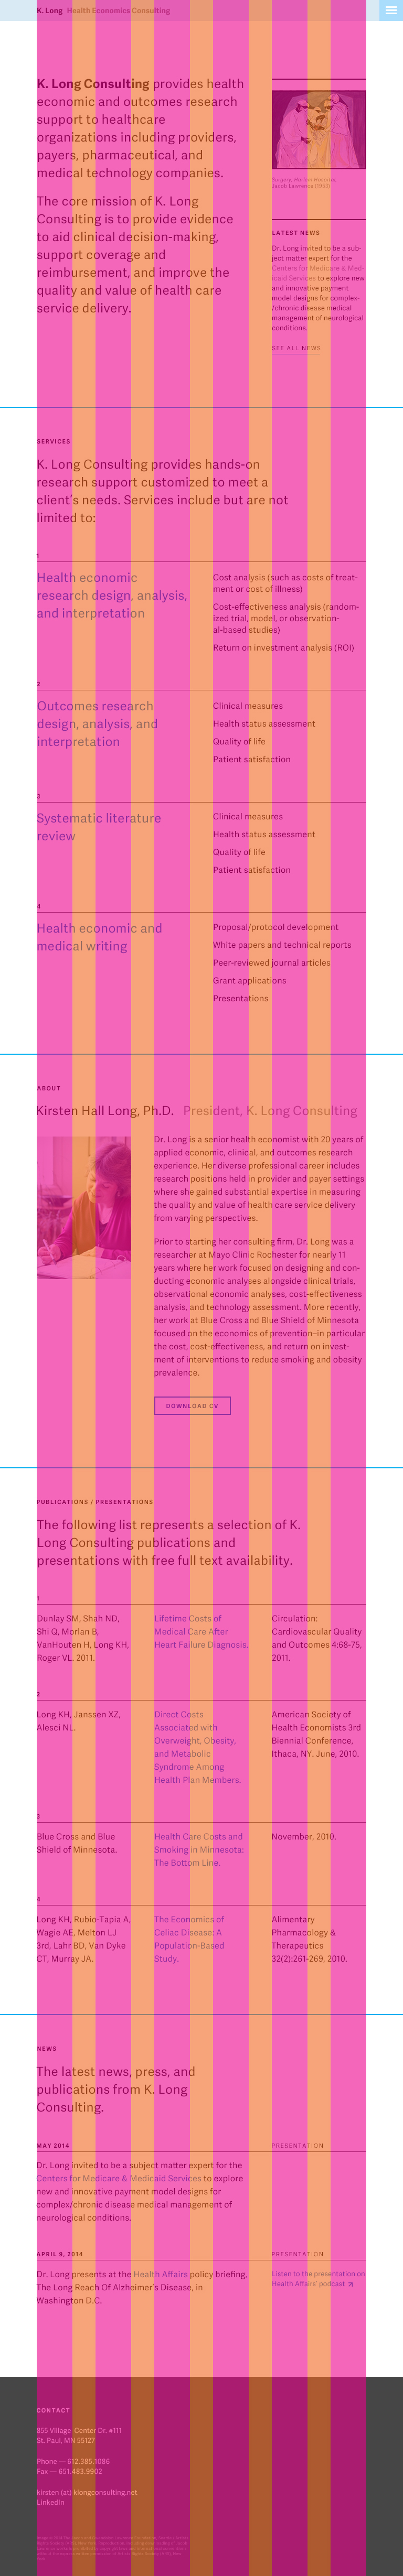 K. Long Health Economics Consulting
K. Long Consulting provides health
economic and outcomes research
support to healthcare
organizations including providers,
payers, pharmaceutical, and
medical technology companies.
The core mission of K. Long
Consulting is to provide evidence
to aid clinical decision-making,
support coverage and
reimbursement, and improve the
quality and value of health care
service delivery.
Surgery, Harlem Hospital
Jacob Lawrence (1953)
LATEST NEWS
Dr. Long invited to be a sub-
ject matter expert for the
Centers for Medicare & Med-
icaid Services to explore new
and innovative payment
model designs for complex-
/chronic disease medical
management of neurological
conditions.
SEE ALL NEWS
SERVICES
K. Long Consulting provides hands-on
research support customized to meet a
client's needs. Services include but are not
limited to:
1
Health economic
research design, analysis,
and interpretation
Cost analysis (such as costs of treat-
ment or cost of illness)
Cost-effectiveness analysis (random-
ized trial, model, or observation-
al-based studies)
Return on investment analysis (ROI)
2
Outcomes research
design, analysis, and
interpretation
Clinical measures
Health status assessment
Quality of life
Patient satisfaction
3
Systematic literature
review
Clinical measures
Health status assessment
Quality of life
Patient satisfaction
4
Health economic and
medical writing
Proposal/protocol development
White papers and technical reports
Peer-reviewed journal articles
Grant applications
Presentations
ABOUT
Kirsten Hall Long, Ph.D. President, K. Long Consulting
Dr. Long is a senior health economist with 20 years of
applied economic, clinical, and outcomes research
experience. Her diverse professional career includes
research positions held in provider and payer settings
where she gained substantial expertise in measuring
the quality and value of health care service delivery
from varying perspectives.
Prior to starting her consulting firm, Dr. Long was a
researcher at Mayo Clinic Rochester for nearly 11
years where her work focused on designing and con-
ducting economic analyses alongside clinical trials,
observational economic analyses, cost-effectiveness
analysis, and technology assessment. More recently,
her work at Blue Cross and Blue Shield of Minnesota
focused on the economics of prevention–in particular
the cost, cost-effectiveness, and return on invest-
ment of interventions to reduce smoking and obesity
prevalence.
DOWNLOAD CV
PUBLICATIONS / PRESENTATIONS
The following list represents a selection of K.
Long Consulting publications and
presentations with free full text availability.
1
Dunlay SM, Shah ND,
Shi Q, Morlan B,
VanHouten H, Long KH,
Roger VL. 2011.
Lifetime Costs of
Medical Care After
Heart Failure Diagnosis.
Circulation:
Cardiovascular Quality
and Outcomes 4:68-75,
2011.
2
Long KH, Janssen XZ,
Alesci NL.
Direct Costs
Associated with
Overweight, Obesity,
and Metabolic
Syndrome Among
Health Plan Members.
American Society of
Health Economists 3rd
Biennial Conference,
Ithaca, NY. June, 2010.
3
Blue Cross and Blue
Shield of Minnesota.
Health Care Costs and
Smoking in Minnesota:
The Bottom Line.
November, 2010.
4
Long KH, Rubio-Tapia A,
Wagie AE, Melton LJ
3rd, Lahr BD, Van Dyke
CT, Murray JA.
The Economics of
Celiac Disease: A
Population-Based
Study.
Alimentary
Pharmacology &
Therapeutics
32(2):261-269, 2010.
NEWS
The latest news, press, and
publications from K. Long
Consulting.
MAY 2014
PRESENTATION
Dr. Long invited to be a subject matter expert for the
Centers for Medicare & Medicaid Services to explore
new and innovative payment model designs for
complex/chronic disease medical management of
neurological conditions.
APRIL 9, 2014
PRESENTATION
Dr. Long presents at the Health Affairs policy briefing,
The Long Reach Of Alzheimer's Disease, in
Washington D.C.
Listen to the presentation on
Health Affairs' podcast
CONTACT
855 Village Center Dr. #111
St. Paul, MN 55127
Phone — 612.385.1086
Fax — 651.483.9902
kirsten (at) klongconsulting.net
LinkedIn